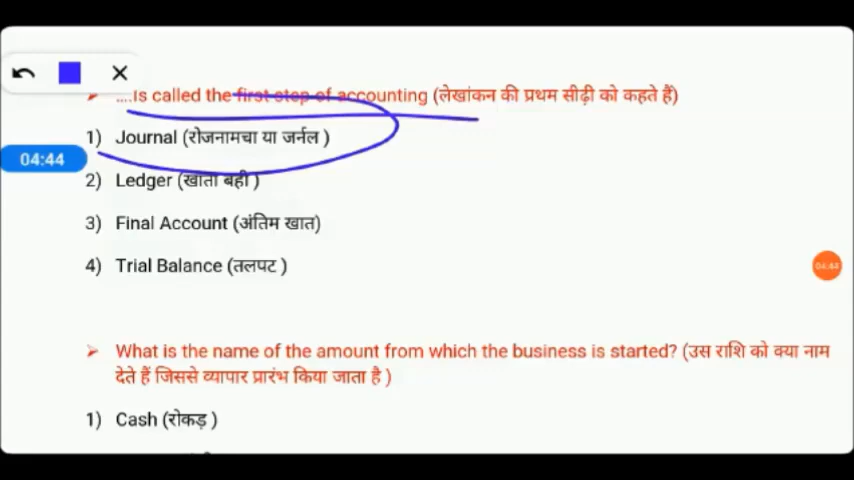 ....Is called the first step of accounting (लेखांकन की प्रथम सीढ़ी को कहते हैं)
1) Journal (रोजनामचा या जर्नल )
04:44
2) Ledger (खाता बही )
3) Final Account (अंतिम खात)
4) Trial Balance (तलपट )
04:44
➢ What is the name of the amount from which the business is started? (उस राशि को क्या नाम
देते हैं जिससे व्यापार प्रारंभ किया जाता है )
1) Cash (रोकड़ )